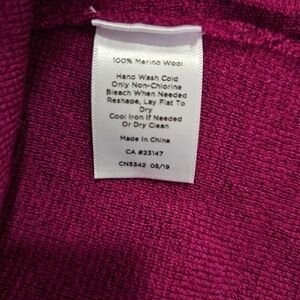 100% Merino Wool
Hand Wash Cold
Only Non-Chlorine
Bleach When Needed
Reshape, Lay Flat To
Dry
Cool Iron if Needed
Or Dry Clean
Made in China
CA #23147
CN5342 05/19